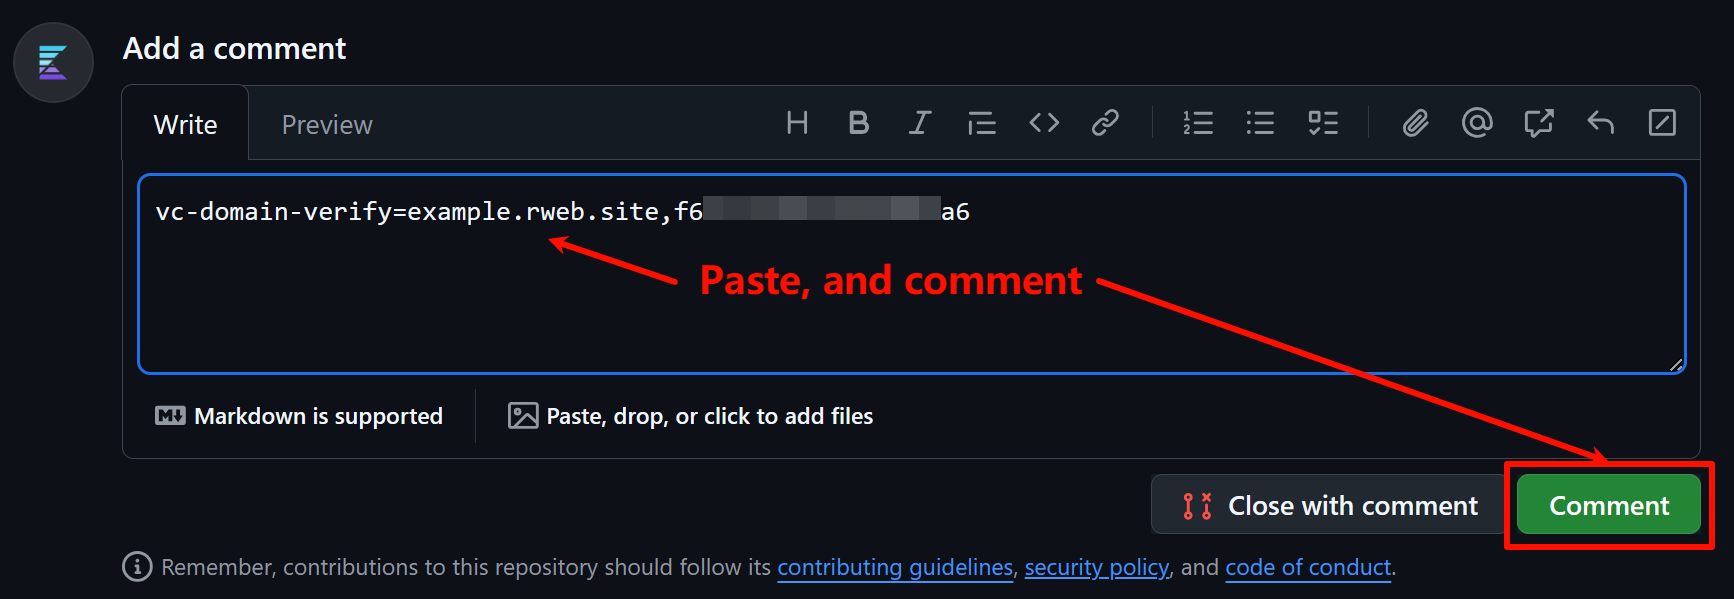 Add a comment
Write
Preview
vc-domain-verify=example.rweb.site,f6 a6
Paste, and comment
Markdown is supported
Paste, drop, or click to add files
Close with comment
Comment
Remember, contributions to this repository should follow its contributing guidelines, security policy, and code of conduct.